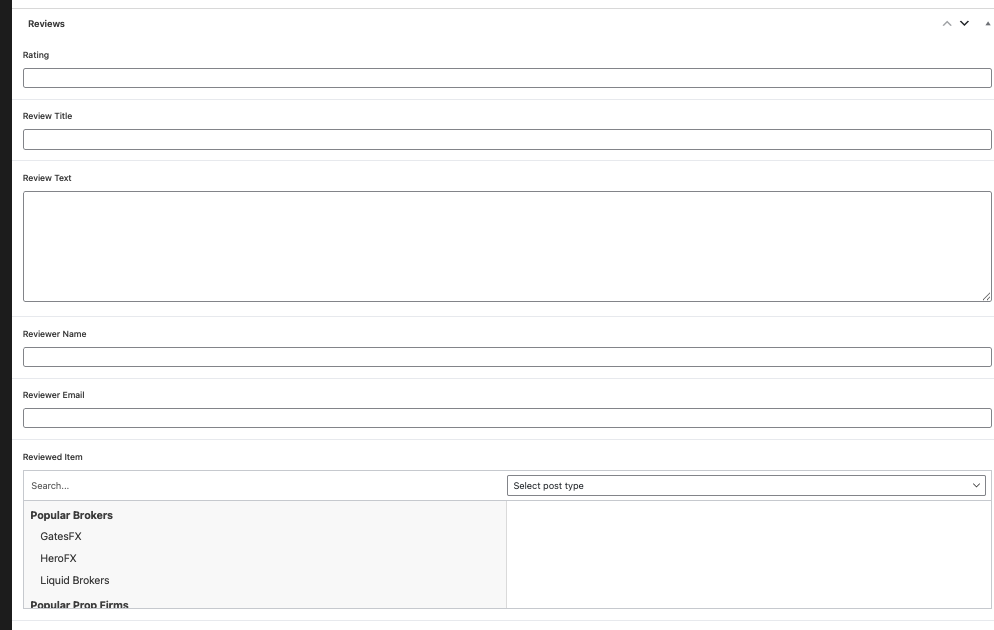 Reviews
Rating
Review Title
Review Text
Reviewer Name
Reviewer Email
Reviewed Item
Search... Select post type
Popular Brokers
GatesFX
HeroFX
Liquid Brokers
Popular Prop Firms